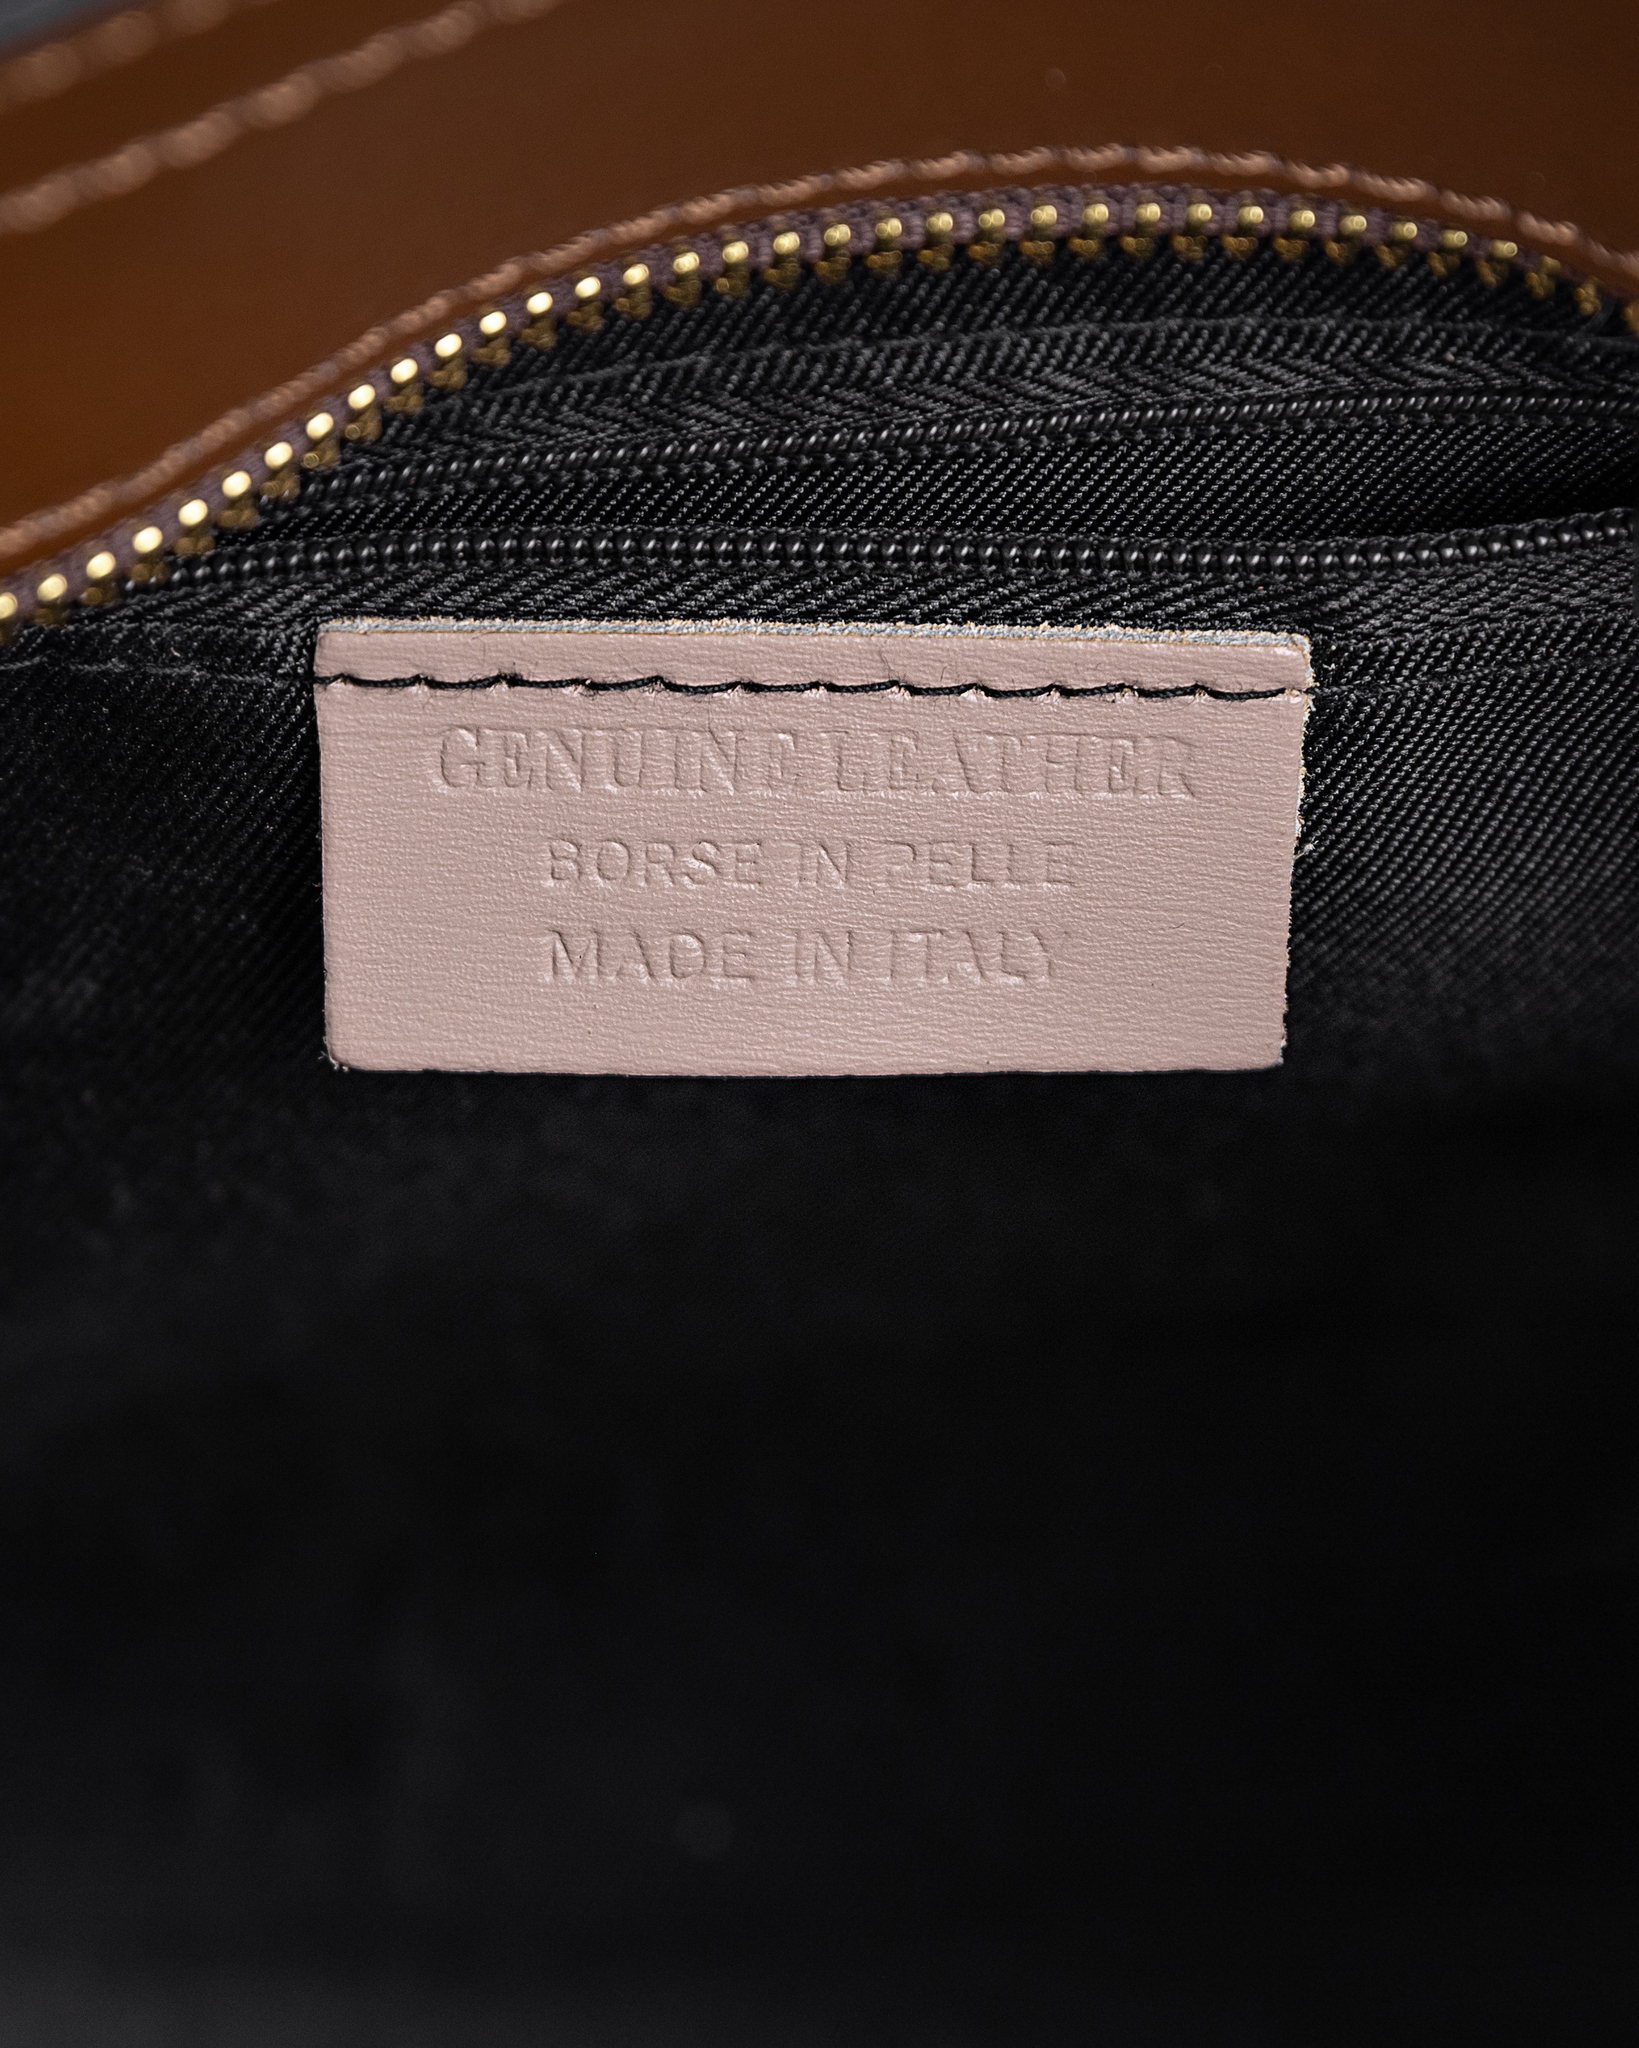 GENUINE LEATHER
BORSE IN PELLE
MADE IN ITALY